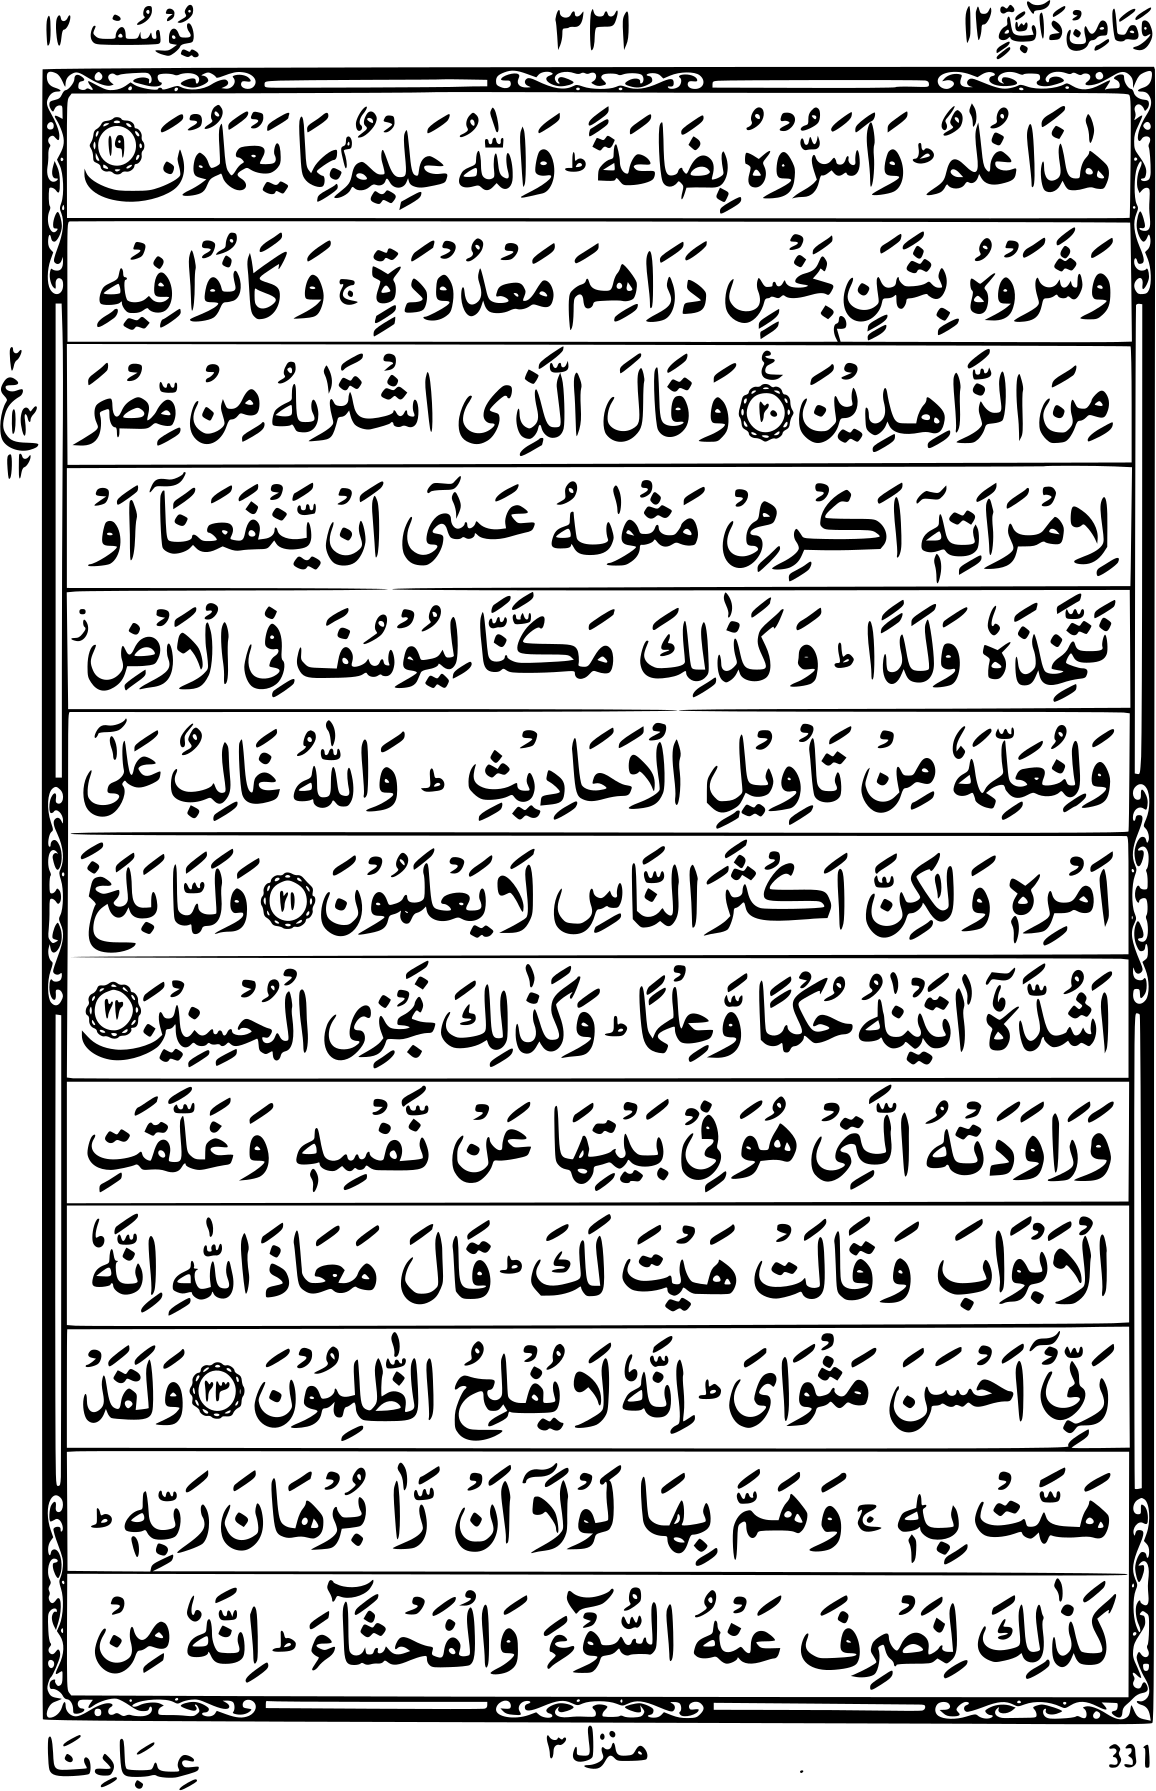 وَمَا مِنْ دَآبَّةٍ ١٢
٣٣١
يُوْسُف ١٢
هٰذَا غُلٰمٌ ؕ وَاَسَرُّوْهُ بِضَاعَةً ؕ وَاللّٰهُ عَلِيْمٌۢ بِمَا يَعْمَلُوْنَ ١٩
وَشَرَوْهُ بِثَمَنٍۢ بَخْسٍ دَرَاهِمَ مَعْدُوْدَةٍ ۚ وَ كَانُوْا فِيْهِ
مِنَ الزَّاهِدِيْنَ ٢٠ ع وَ قَالَ الَّذِى اشْتَرٰىهُ مِنْ مِّصْرَ
٢
ع
١٤
١٢
لِامْرَاَتِهٖۤ اَكْرِمِىْ مَثْوٰىهُ عَسٰٓى اَنْ يَّنْفَعَنَاۤ اَوْ
نَتَّخِذَهٗ وَلَدًا ؕ وَ كَذٰلِكَ مَكَّنَّا لِيُوْسُفَ فِى الْاَرْضِ ز
وَلِنُعَلِّمَهٗ مِنْ تَاْوِيْلِ الْاَحَادِيْثِ ؕ وَاللّٰهُ غَالِبٌ عَلٰٓى
اَمْرِهٖ وَ لٰكِنَّ اَكْثَرَ النَّاسِ لَا يَعْلَمُوْنَ ٢١ وَلَمَّا بَلَغَ
اَشُدَّهٗۤ اٰتَيْنٰهُ حُكْمًا وَّعِلْمًا ؕ وَكَذٰلِكَ نَجْزِى الْمُحْسِنِيْنَ ٢٢
وَرَاوَدَتْهُ الَّتِىْ هُوَ فِىْ بَيْتِهَا عَنْ نَّفْسِهٖ وَ غَلَّقَتِ
الْاَبْوَابَ وَ قَالَتْ هَيْتَ لَكَ ؕ قَالَ مَعَاذَ اللّٰهِ اِنَّهٗ
رَبِّىْۤ اَحْسَنَ مَثْوَاىَ ؕ اِنَّهٗ لَا يُفْلِحُ الظّٰلِمُوْنَ ٢٣ وَلَقَدْ
هَمَّتْ بِهٖ ۚ وَهَمَّ بِهَا لَوْلَاۤ اَنْ رَّاٰ بُرْهَانَ رَبِّهٖ ؕ
كَذٰلِكَ لِنَصْرِفَ عَنْهُ السُّوْٓءَ وَالْفَحْشَآءَ ؕ اِنَّهٗ مِنْ
331
منزل ٣
عِبَادِنَا